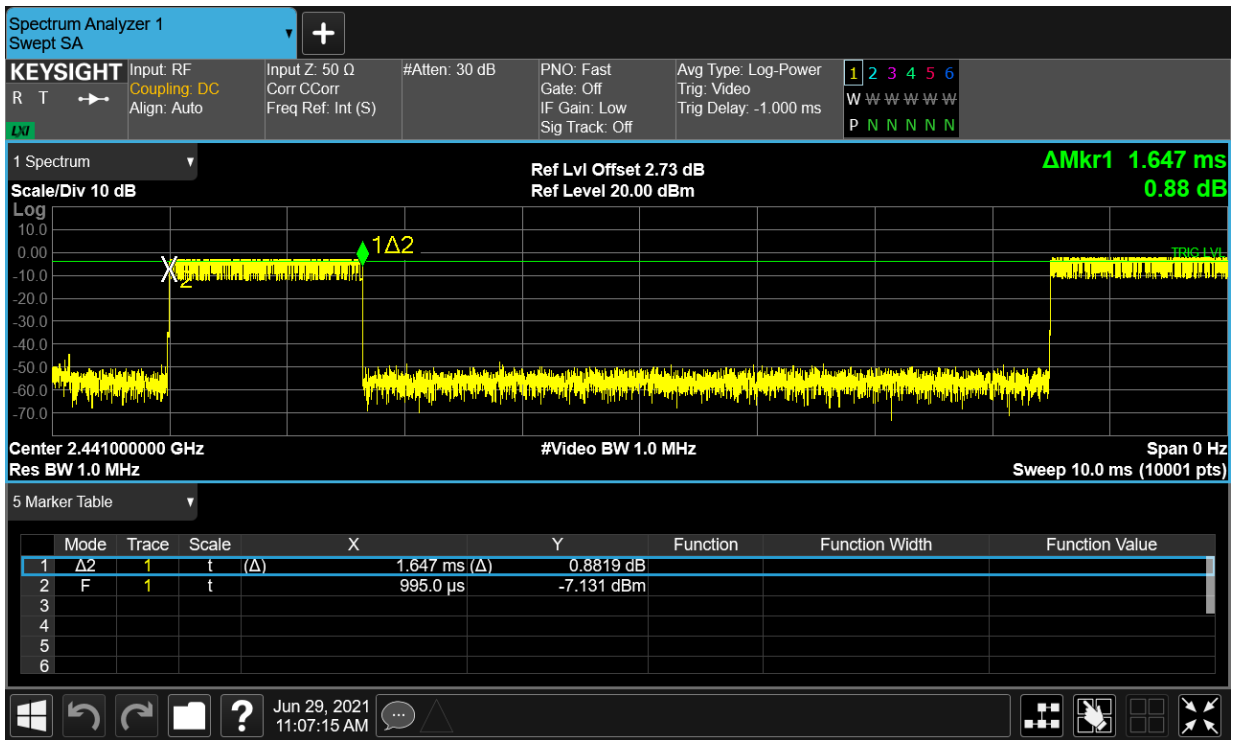 Spectrum Analyzer 1
Swept SA
KEYSIGHT
R T
LXI
Input: RF
Coupling: DC
Align: Auto
Input Z: 50 Ω
Corr CCorr
Freq Ref: Int (S)
#Atten: 30 dB
PNO: Fast
Gate: Off
IF Gain: Low
Sig Track: Off
Avg Type: Log-Power
Trig: Video
Trig Delay: -1.000 ms
1 2 3 4 5 6
W W W W W W
P N N N N N
1 Spectrum
Scale/Div 10 dB
Ref Lvl Offset 2.73 dB
Ref Level 20.00 dBm
ΔMkr1 1.647 ms
0.88 dB
Log
10.0
0.00
-10.0
-20.0
-30.0
-40.0
-50.0
-60.0
-70.0
1Δ2
2
TRIG LVL
Center 2.441000000 GHz
Res BW 1.0 MHz
#Video BW 1.0 MHz
Span 0 Hz
Sweep 10.0 ms (10001 pts)
5 Marker Table
Mode Trace Scale X Y Function Function Width Function Value
1 Δ2 1 t (Δ) 1.647 ms (Δ) 0.8819 dB
2 F 1 t 995.0 µs -7.131 dBm
3
4
5
6
?
Jun 29, 2021
11:07:15 AM